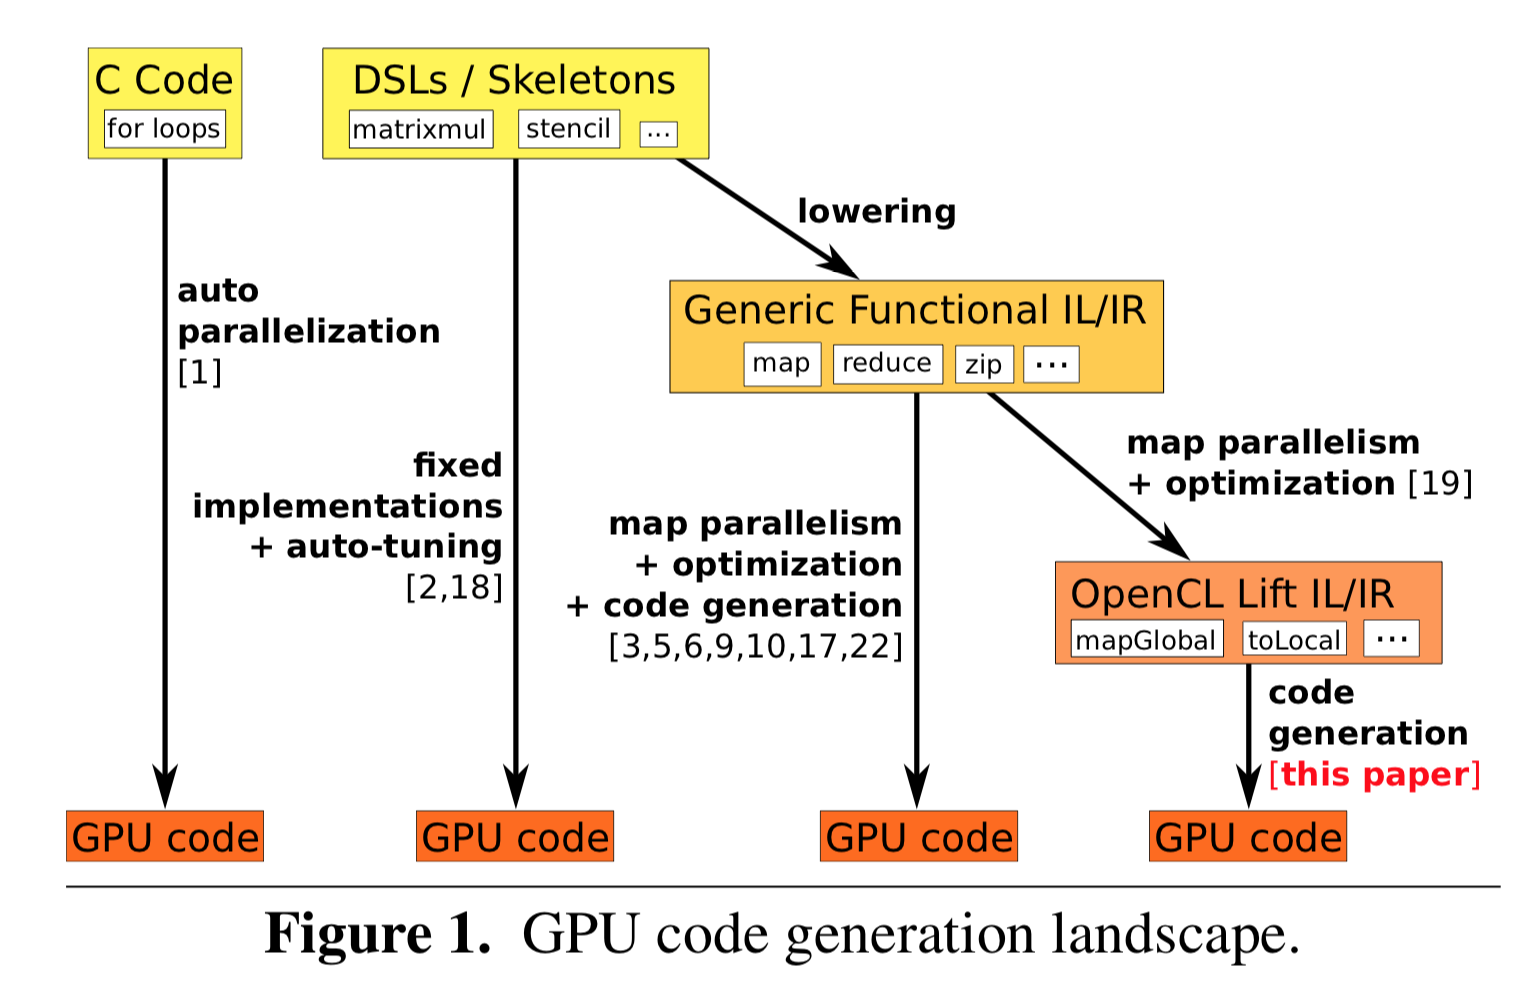 C Code
for loops
DSLs / Skeletons
matrixmul
stencil
...
lowering
auto
parallelization
[1]
Generic Functional IL/IR
map
reduce
zip
...
fixed
implementations
+ auto-tuning
[2,18]
map parallelism
+ optimization
+ code generation
[3,5,6,9,10,17,22]
map parallelism
+ optimization [19]
OpenCL Lift IL/IR
mapGlobal
toLocal
...
code
generation
[this paper]
GPU code
GPU code
GPU code
GPU code
Figure 1. GPU code generation landscape.